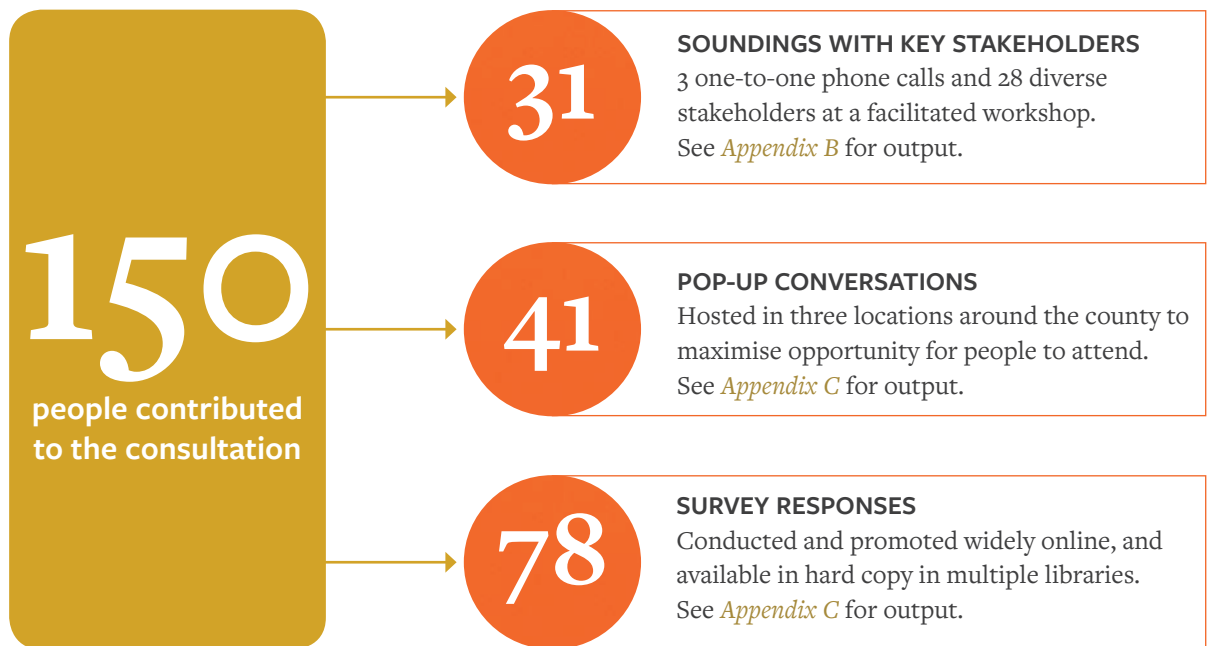 150
people contributed
to the consultation
31
SOUNDINGS WITH KEY STAKEHOLDERS
3 one-to-one phone calls and 28 diverse
stakeholders at a facilitated workshop.
See Appendix B for output.
41
POP-UP CONVERSATIONS
Hosted in three locations around the county to
maximise opportunity for people to attend.
See Appendix C for output.
78
SURVEY RESPONSES
Conducted and promoted widely online, and
available in hard copy in multiple libraries.
See Appendix C for output.